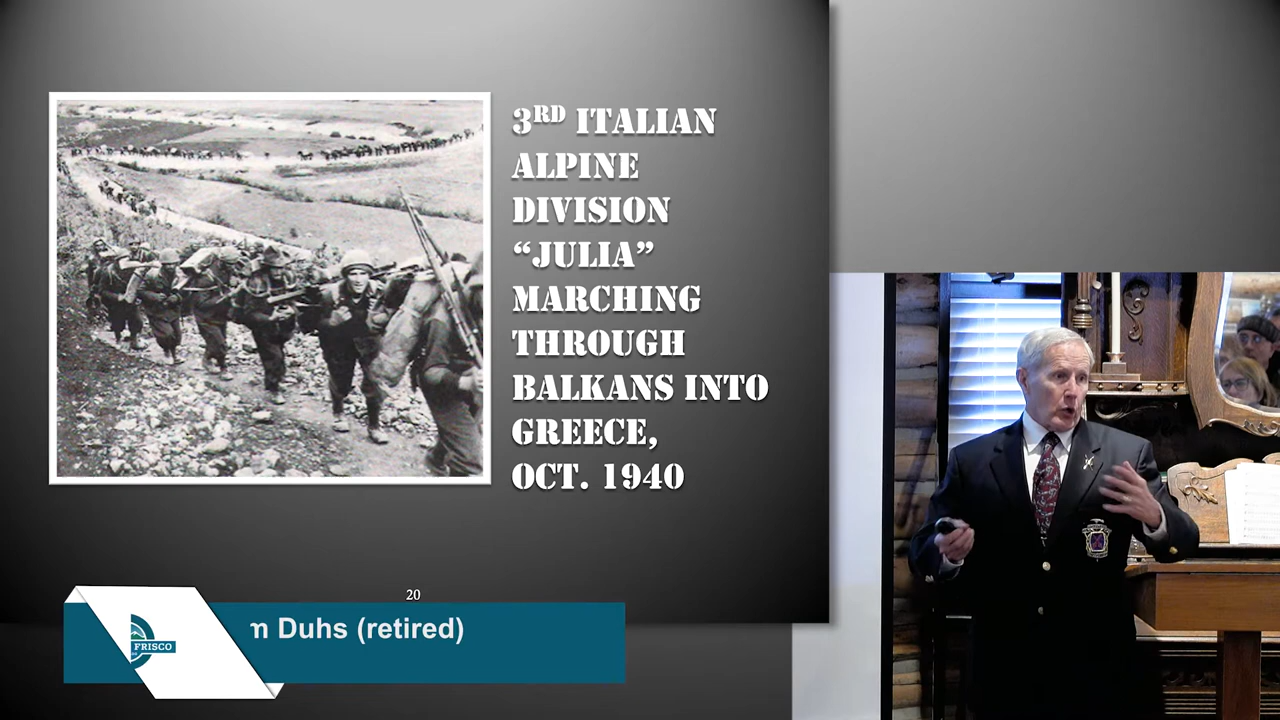 3RD ITALIAN
ALPINE
DIVISION
“JULIA”
MARCHING
THROUGH
BALKANS INTO
GREECE,
OCT. 1940
20
m Duhs (retired)
FRISCO